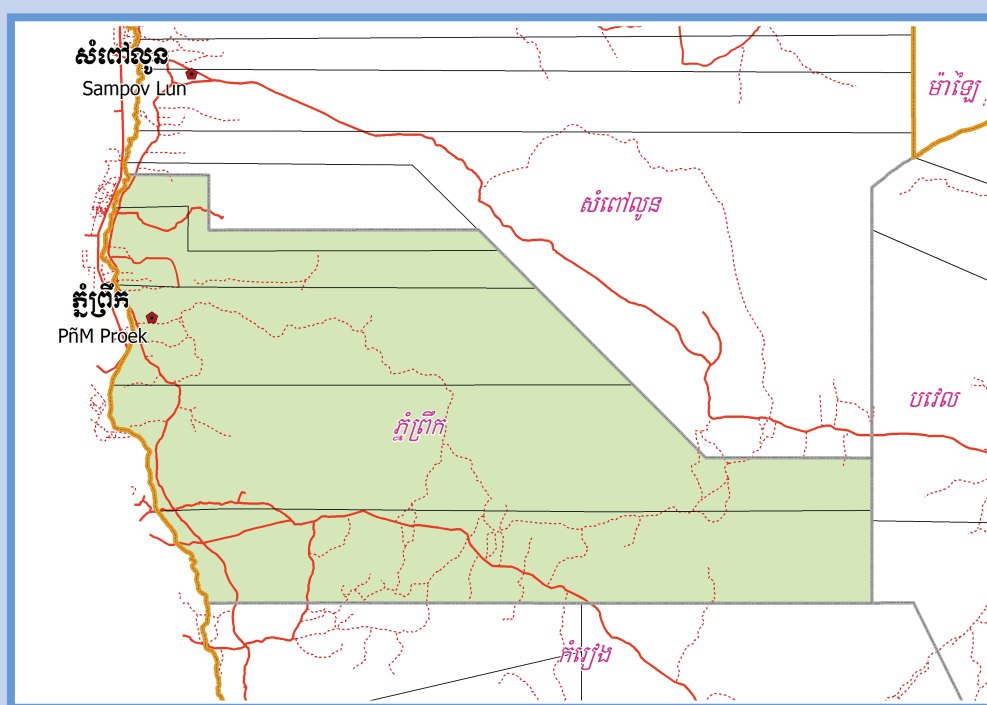 សំពៅលូន
Sampov Lun
ម៉ាឡៃ
សំពៅលូន
ភ្នំព្រឹក
PñM Proek
បវេល
ភ្នំព្រឹក
កំរៀង